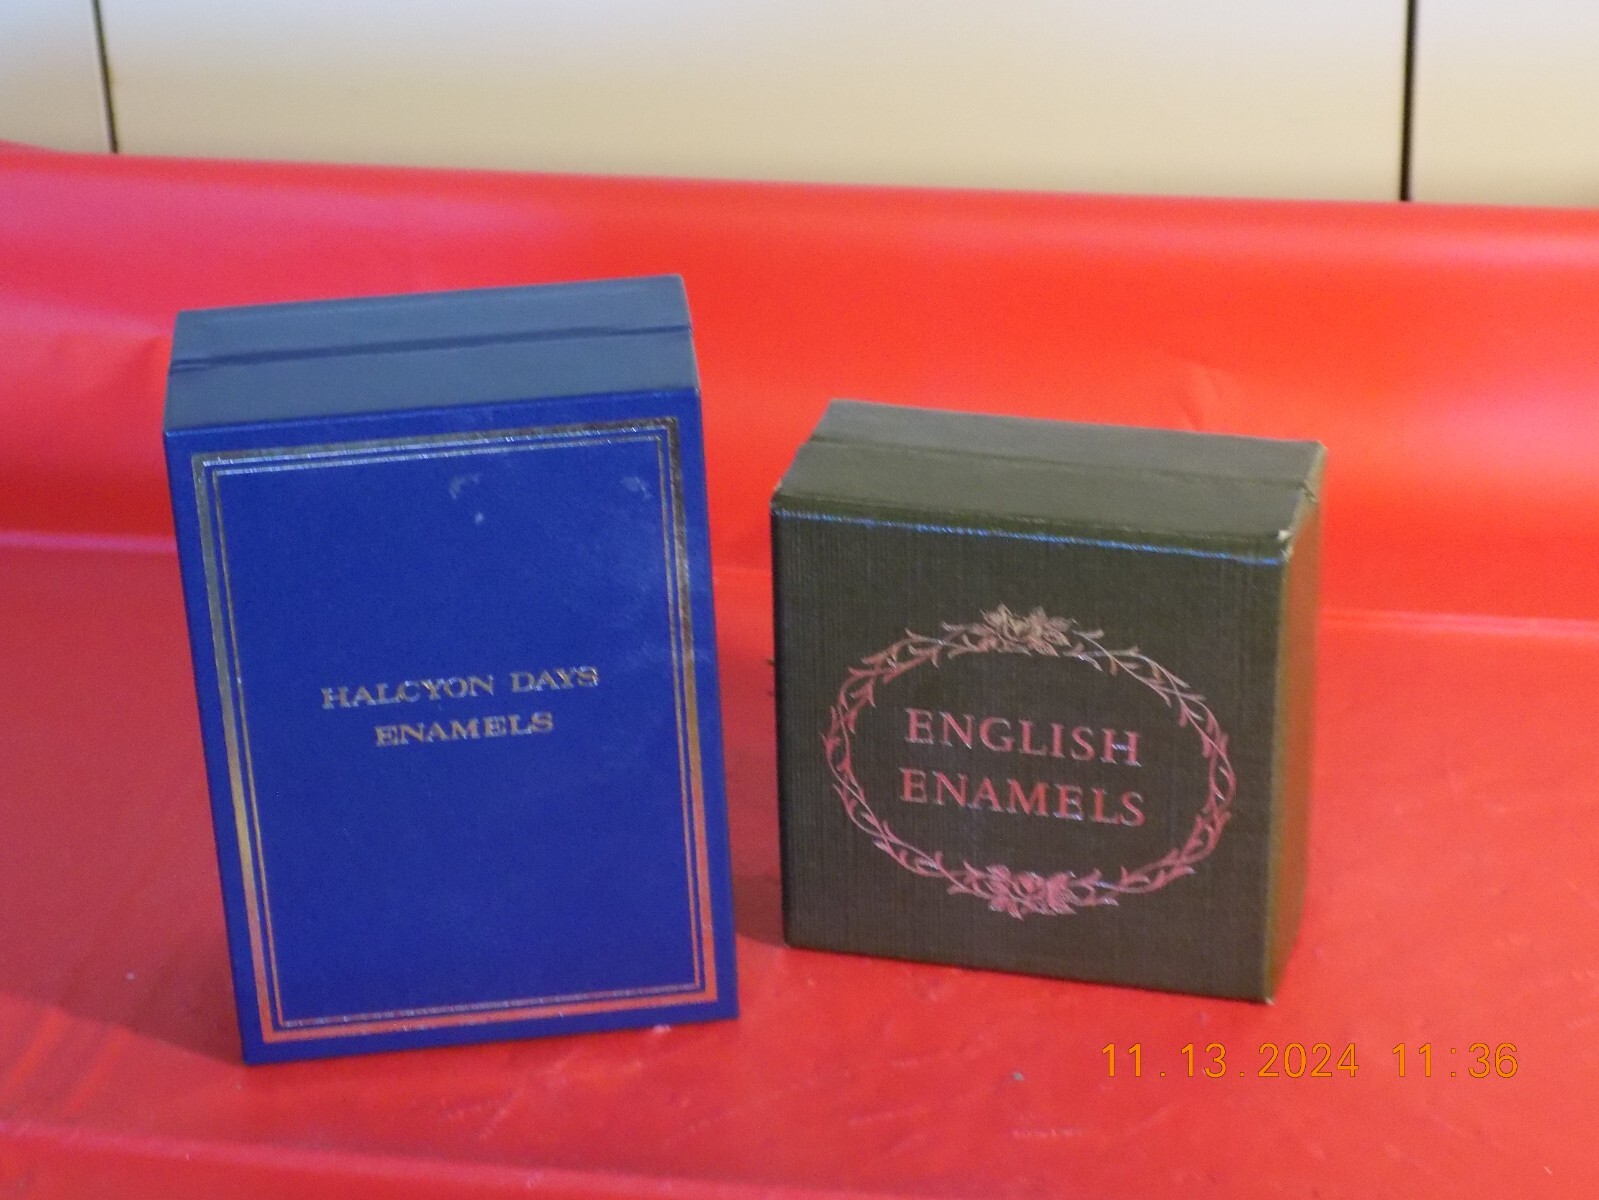 HALCYON DAYS
ENAMELS
ENGLISH
ENAMELS
11.13.2024 11:36